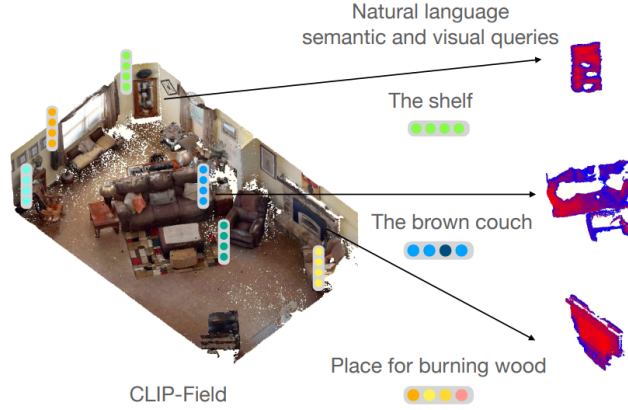 Natural language
semantic and visual queries
The shelf
The brown couch
Place for burning wood
CLIP-Field